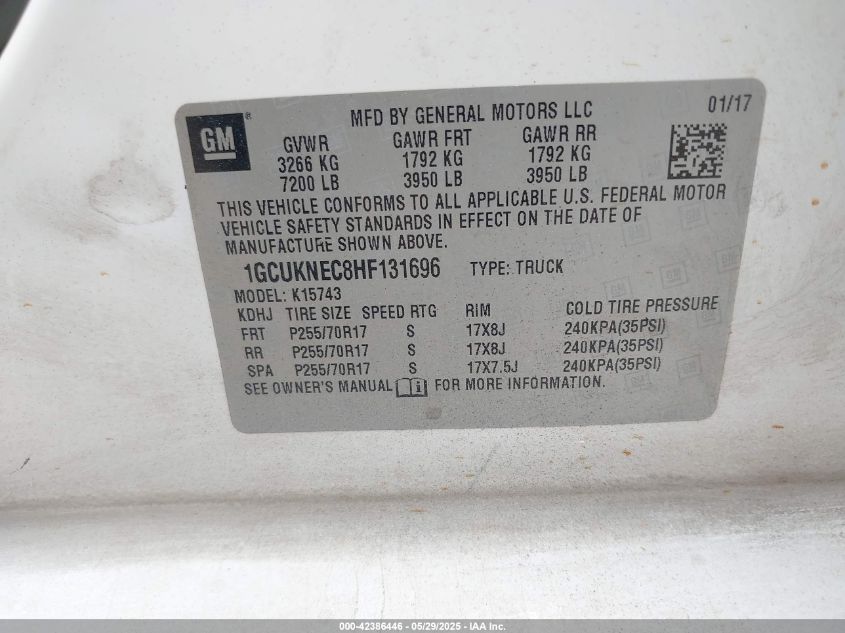 MFD BY GENERAL MOTORS LLC 01/17
GM ®
GVWR GAWR FRT GAWR RR
3266 KG 1792 KG 1792 KG
7200 LB 3950 LB 3950 LB
THIS VEHICLE CONFORMS TO ALL APPLICABLE U.S. FEDERAL MOTOR
VEHICLE SAFETY STANDARDS IN EFFECT ON THE DATE OF
MANUFACTURE SHOWN ABOVE.
1GCUKNEC8HF131696 TYPE: TRUCK
MODEL: K15743
KDHJ TIRE SIZE SPEED RTG RIM COLD TIRE PRESSURE
FRT P255/70R17 S 17X8J 240KPA(35PSI)
RR P255/70R17 S 17X8J 240KPA(35PSI)
SPA P255/70R17 S 17X7.5J 240KPA(35PSI)
SEE OWNER'S MANUAL FOR MORE INFORMATION.
000-42386446 - 05/29/2025 - IAA Inc.